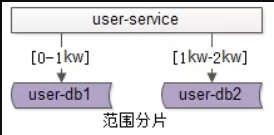 user-service
[0-1kw] [1kw-2kw]
user-db1 user-db2
范围分片